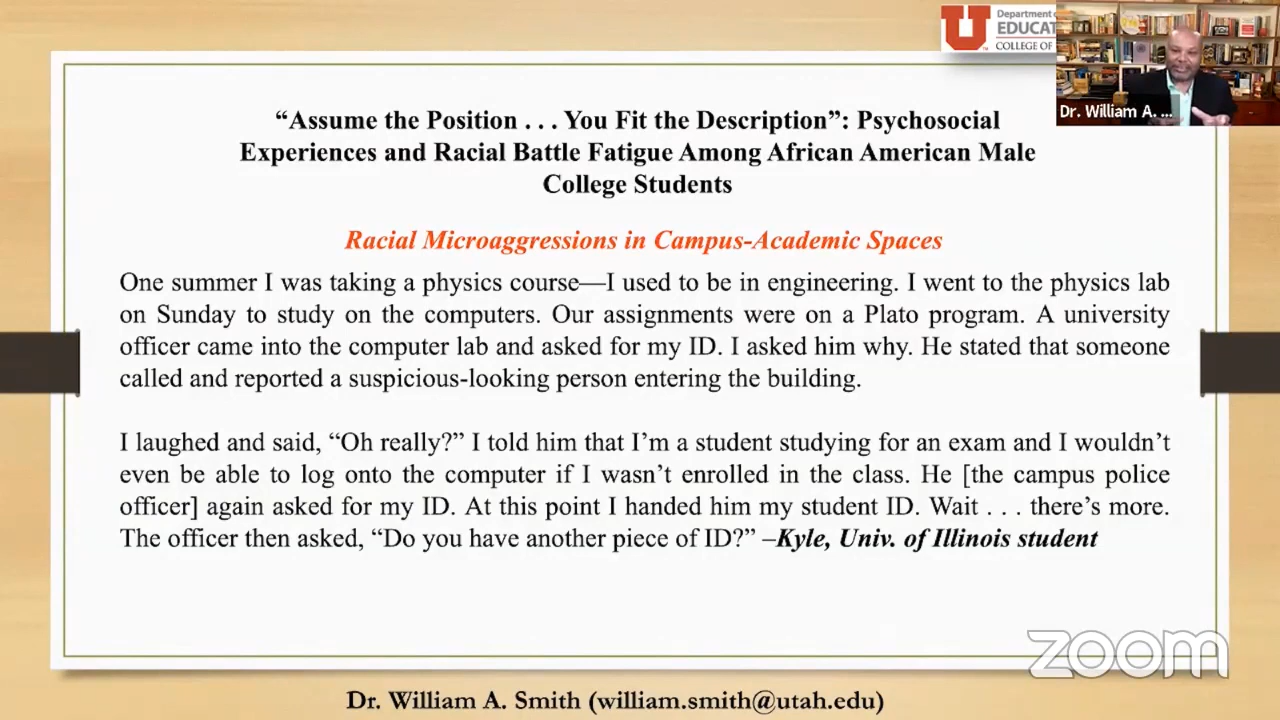 Department of
EDUCAT
COLLEGE OF
Dr. William A. ...
“Assume the Position . . . You Fit the Description”: Psychosocial
Experiences and Racial Battle Fatigue Among African American Male
College Students
Racial Microaggressions in Campus-Academic Spaces
One summer I was taking a physics course—I used to be in engineering. I went to the physics lab
on Sunday to study on the computers. Our assignments were on a Plato program. A university
officer came into the computer lab and asked for my ID. I asked him why. He stated that someone
called and reported a suspicious-looking person entering the building.
I laughed and said, “Oh really?” I told him that I’m a student studying for an exam and I wouldn’t
even be able to log onto the computer if I wasn’t enrolled in the class. He [the campus police
officer] again asked for my ID. At this point I handed him my student ID. Wait . . . there’s more.
The officer then asked, “Do you have another piece of ID?” –Kyle, Univ. of Illinois student
zoom
Dr. William A. Smith (william.smith@utah.edu)